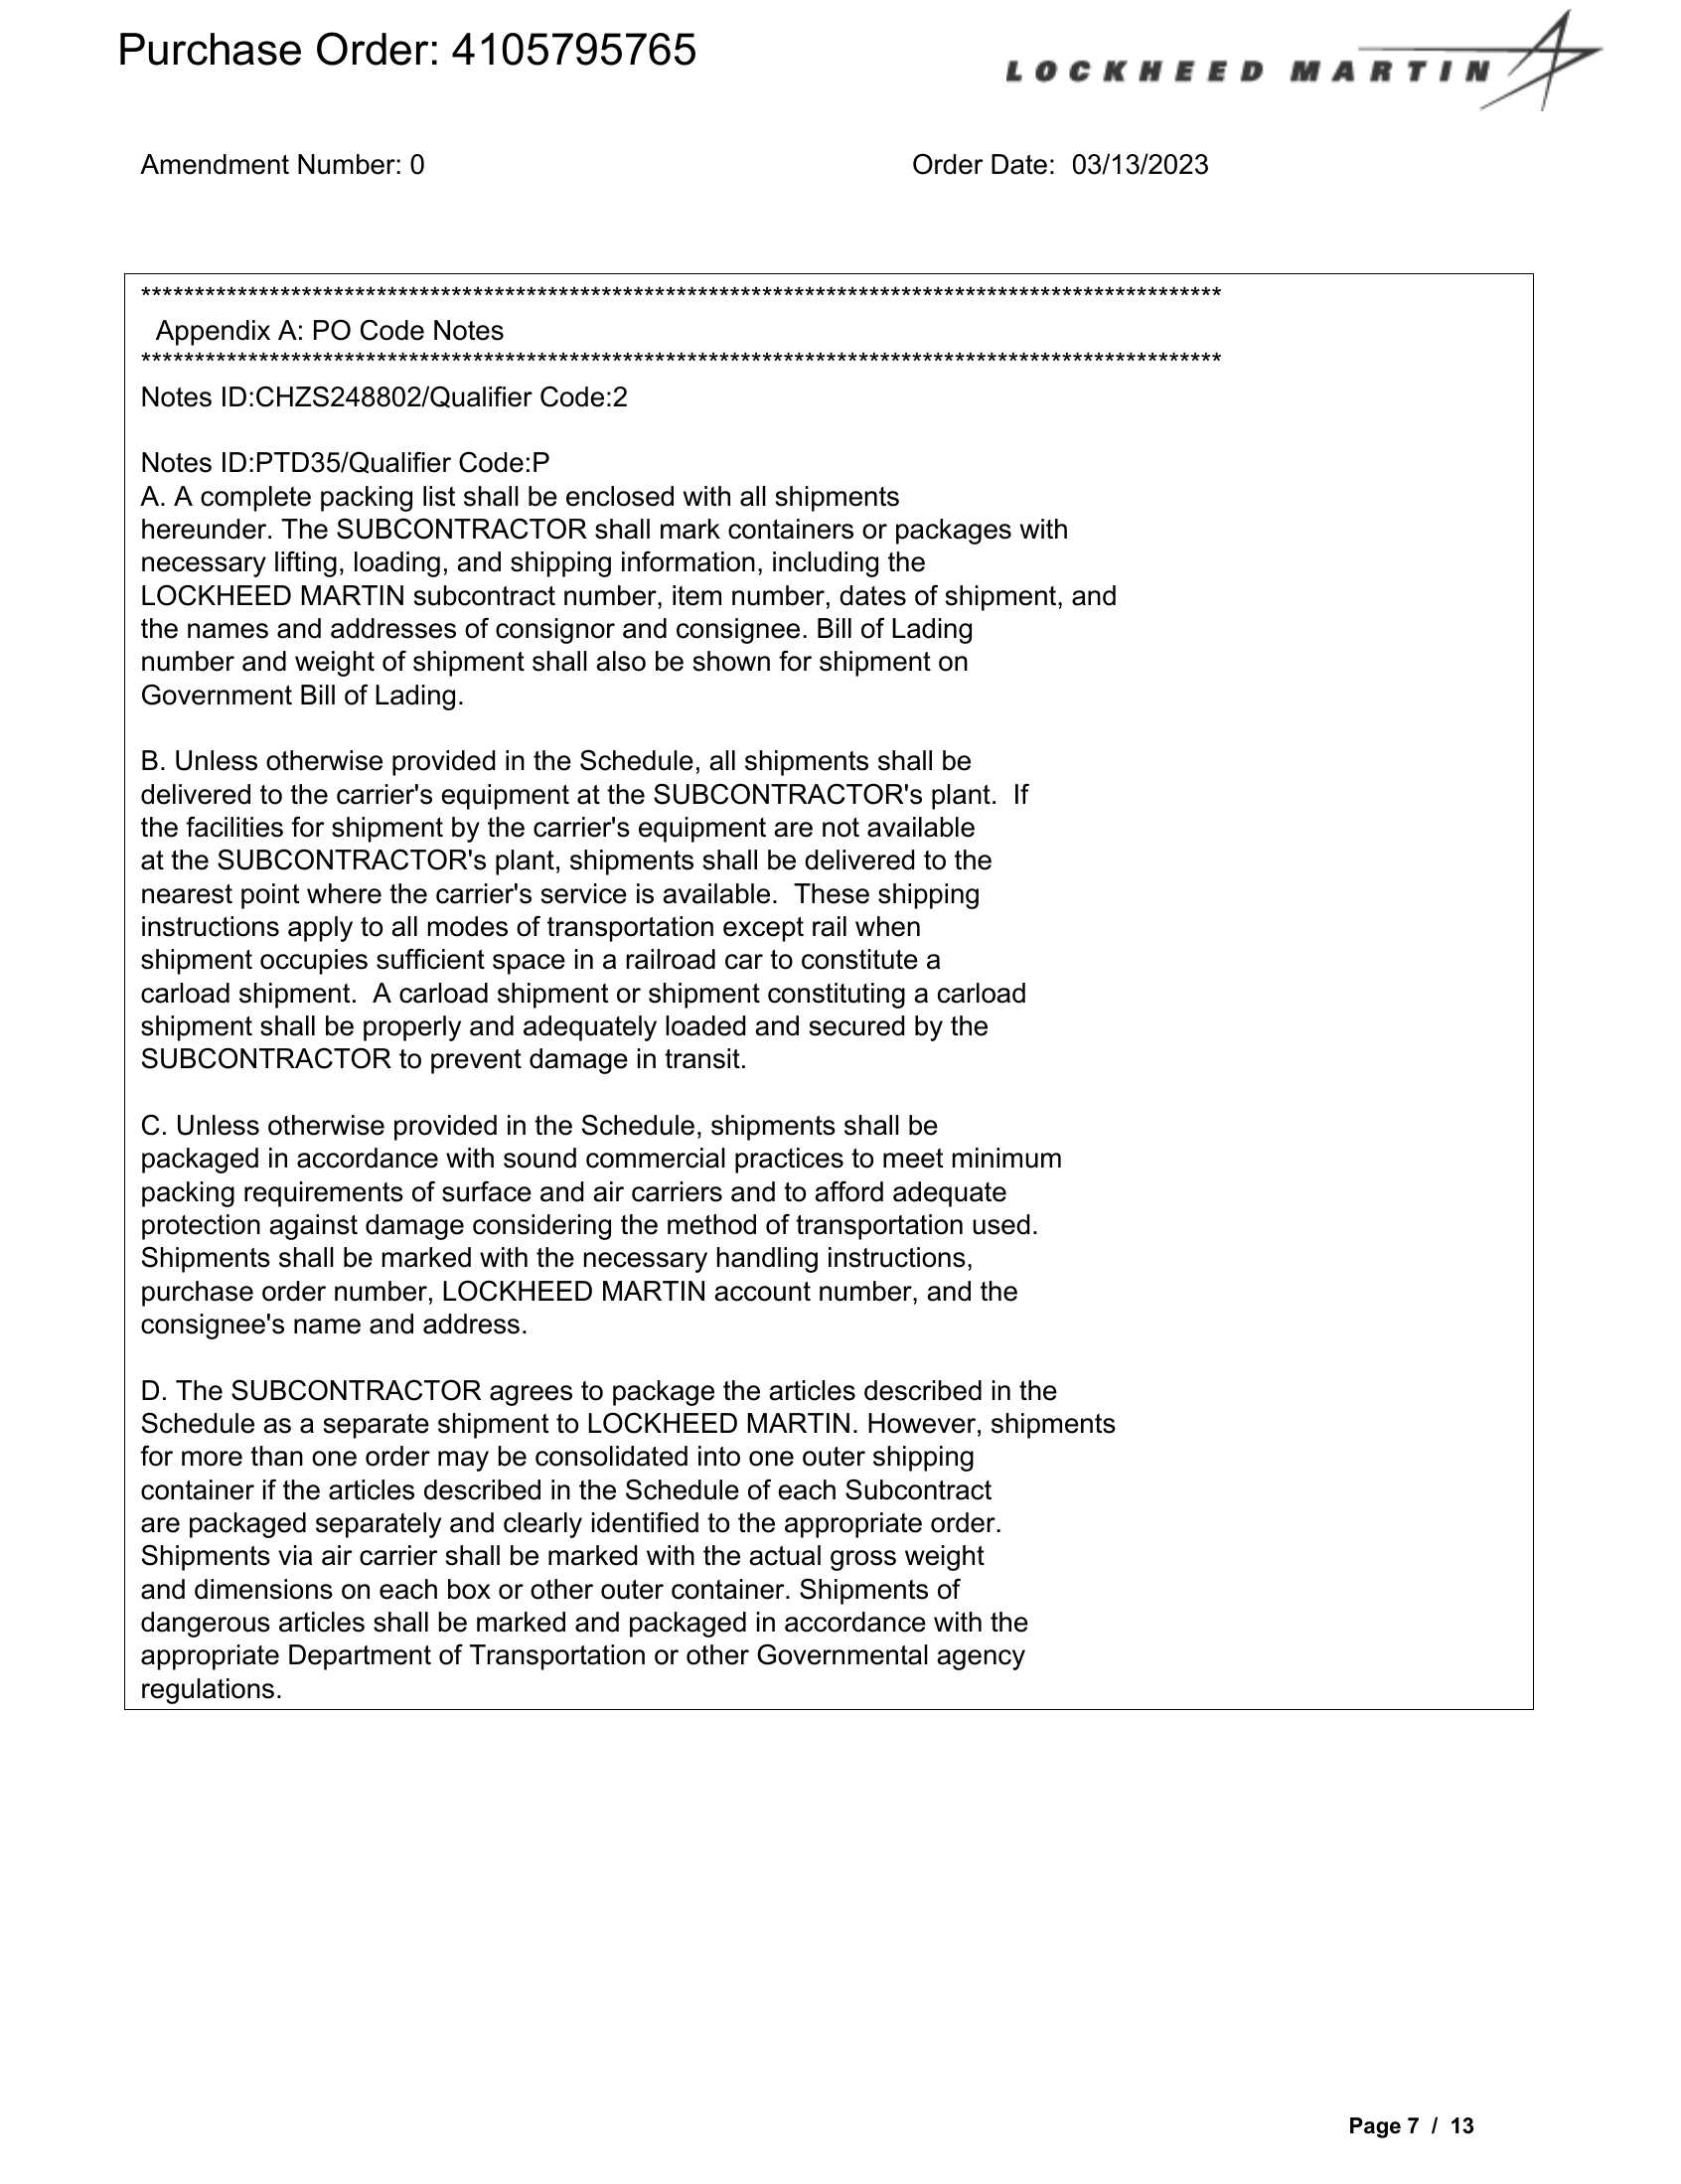 Purchase Order: 4105795765
LOCKHEED MARTIN
Amendment Number: 0 Order Date: 03/13/2023
*****************************************************************************************************
Appendix A: PO Code Notes
*****************************************************************************************************
Notes ID:CHZS248802/Qualifier Code:2
Notes ID:PTD35/Qualifier Code:P
A. A complete packing list shall be enclosed with all shipments
hereunder. The SUBCONTRACTOR shall mark containers or packages with
necessary lifting, loading, and shipping information, including the
LOCKHEED MARTIN subcontract number, item number, dates of shipment, and
the names and addresses of consignor and consignee. Bill of Lading
number and weight of shipment shall also be shown for shipment on
Government Bill of Lading.
B. Unless otherwise provided in the Schedule, all shipments shall be
delivered to the carrier's equipment at the SUBCONTRACTOR's plant.  If
the facilities for shipment by the carrier's equipment are not available
at the SUBCONTRACTOR's plant, shipments shall be delivered to the
nearest point where the carrier's service is available.  These shipping
instructions apply to all modes of transportation except rail when
shipment occupies sufficient space in a railroad car to constitute a
carload shipment.  A carload shipment or shipment constituting a carload
shipment shall be properly and adequately loaded and secured by the
SUBCONTRACTOR to prevent damage in transit.
C. Unless otherwise provided in the Schedule, shipments shall be
packaged in accordance with sound commercial practices to meet minimum
packing requirements of surface and air carriers and to afford adequate
protection against damage considering the method of transportation used.
Shipments shall be marked with the necessary handling instructions,
purchase order number, LOCKHEED MARTIN account number, and the
consignee's name and address.
D. The SUBCONTRACTOR agrees to package the articles described in the
Schedule as a separate shipment to LOCKHEED MARTIN. However, shipments
for more than one order may be consolidated into one outer shipping
container if the articles described in the Schedule of each Subcontract
are packaged separately and clearly identified to the appropriate order.
Shipments via air carrier shall be marked with the actual gross weight
and dimensions on each box or other outer container. Shipments of
dangerous articles shall be marked and packaged in accordance with the
appropriate Department of Transportation or other Governmental agency
regulations.
Page 7 / 13